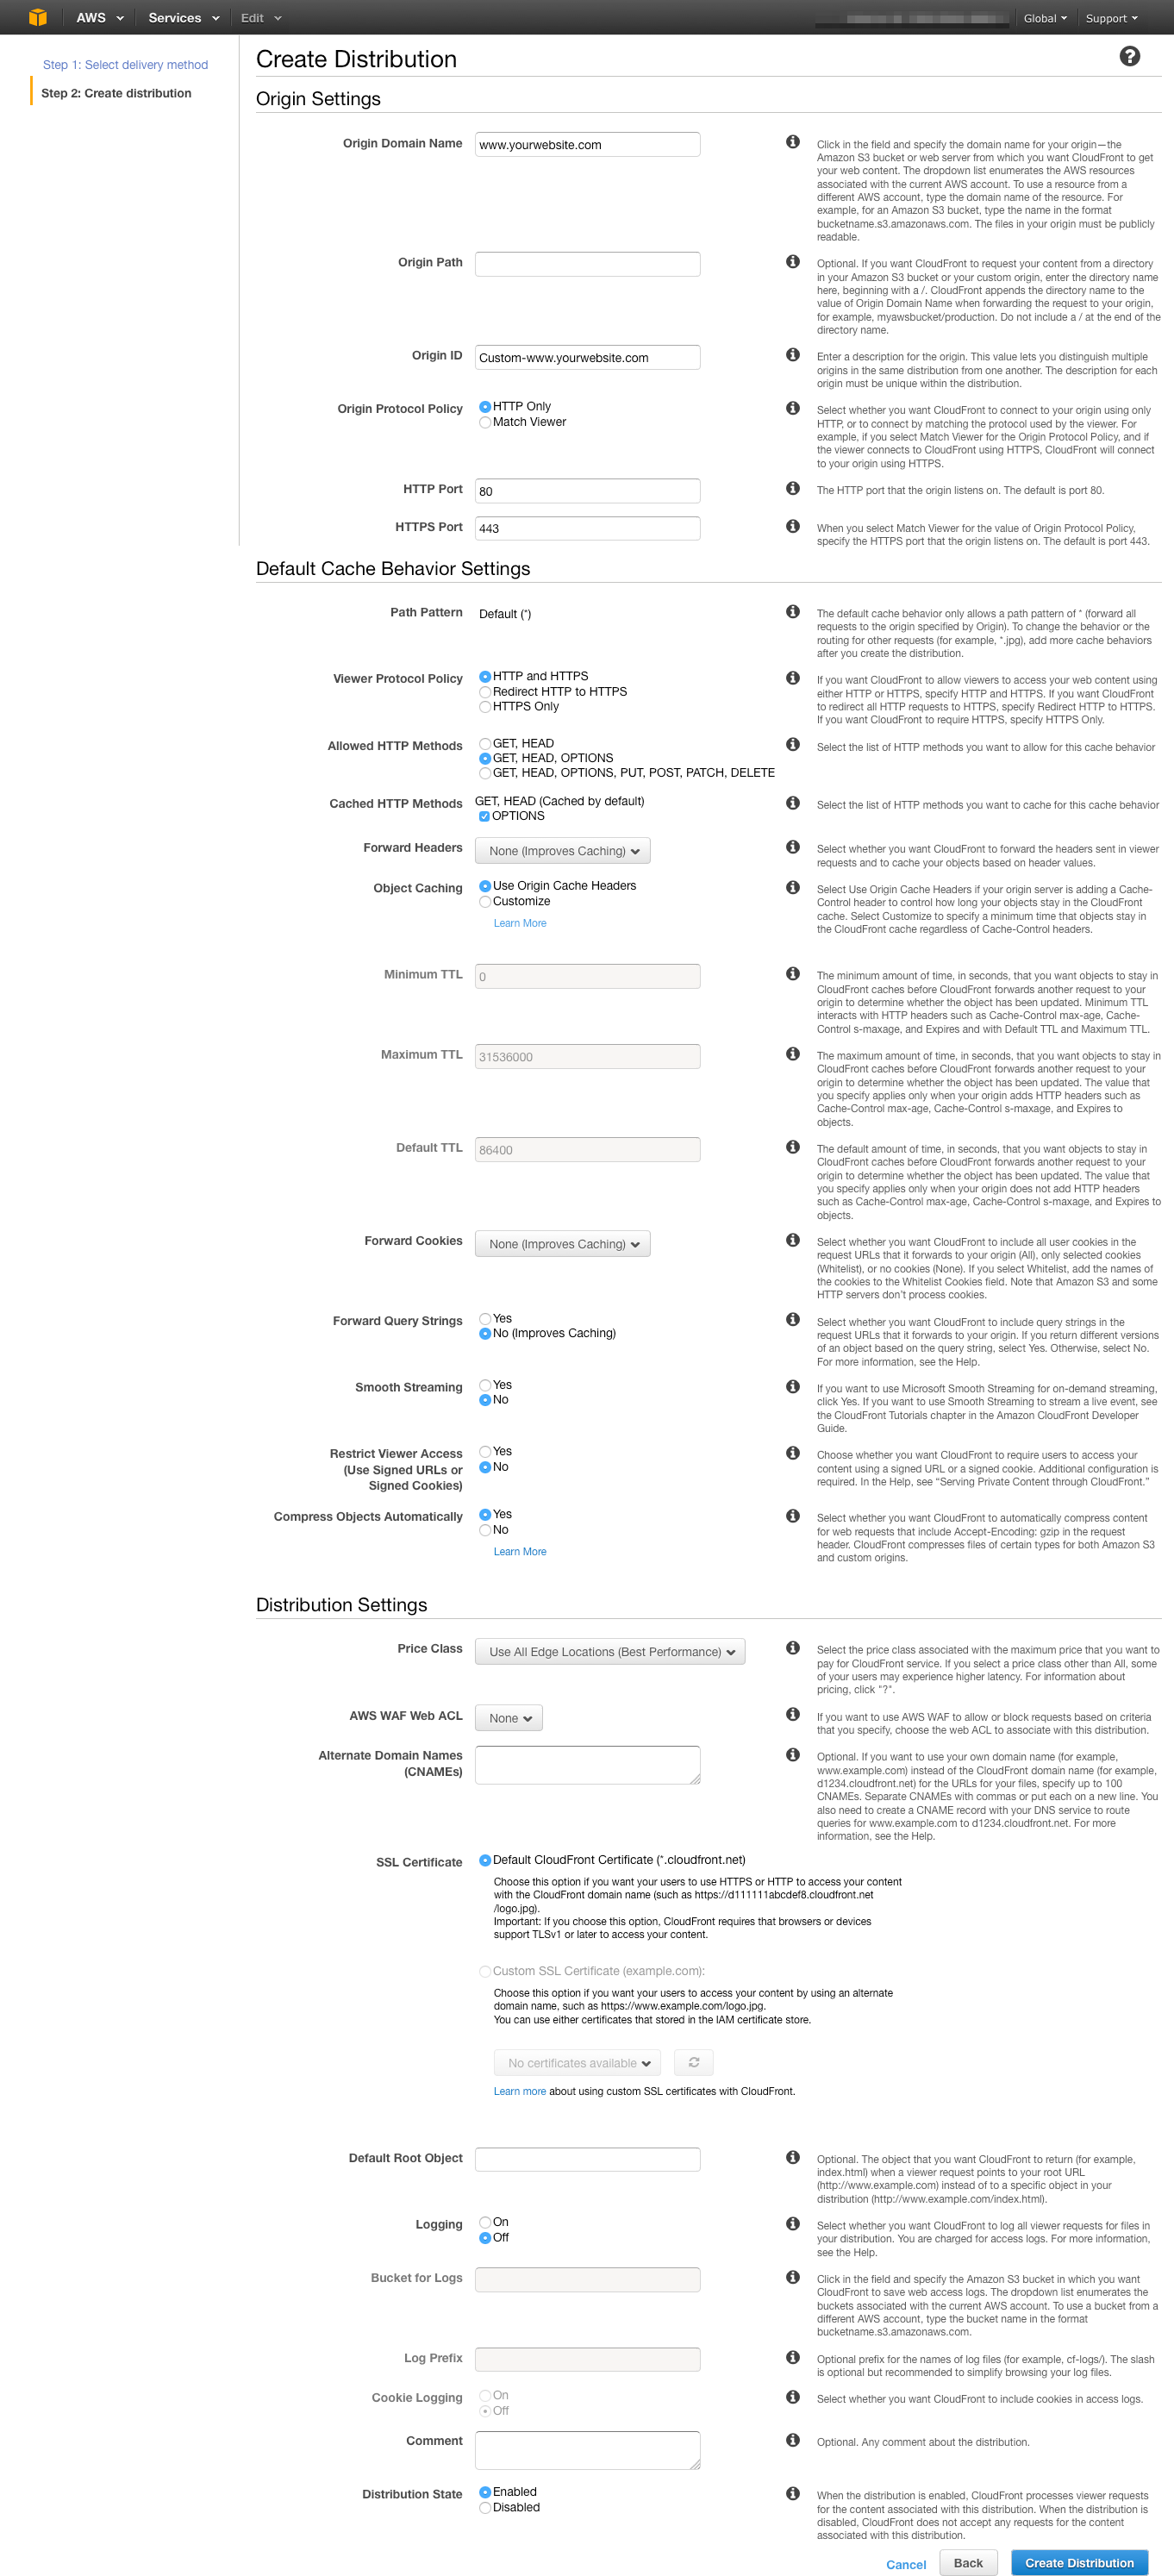 AWS Services Edit Global Support
Step 1: Select delivery method
Step 2: Create distribution
Create Distribution
Origin Settings
Origin Domain Name
www.yourwebsite.com
Click in the field and specify the domain name for your origin—the
Amazon S3 bucket or web server from which you want CloudFront to get
your web content. The dropdown list enumerates the AWS resources
associated with the current AWS account. To use a resource from a
different AWS account, type the domain name of the resource. For
example, for an Amazon S3 bucket, type the name in the format
bucketname.s3.amazonaws.com. The files in your origin must be publicly
readable.
Origin Path
Optional. If you want CloudFront to request your content from a directory
in your Amazon S3 bucket or your custom origin, enter the directory name
here, beginning with a /. CloudFront appends the directory name to the
value of Origin Domain Name when forwarding the request to your origin,
for example, myawsbucket/production. Do not include a / at the end of the
directory name.
Origin ID
Custom-www.yourwebsite.com
Enter a description for the origin. This value lets you distinguish multiple
origins in the same distribution from one another. The description for each
origin must be unique within the distribution.
Origin Protocol Policy
HTTP Only
Match Viewer
Select whether you want CloudFront to connect to your origin using only
HTTP, or to connect by matching the protocol used by the viewer. For
example, if you select Match Viewer for the Origin Protocol Policy, and if
the viewer connects to CloudFront using HTTPS, CloudFront will connect
to your origin using HTTPS.
HTTP Port
80
The HTTP port that the origin listens on. The default is port 80.
HTTPS Port
443
When you select Match Viewer for the value of Origin Protocol Policy,
specify the HTTPS port that the origin listens on. The default is port 443.
Default Cache Behavior Settings
Path Pattern
Default (*)
The default cache behavior only allows a path pattern of * (forward all
requests to the origin specified by Origin). To change the behavior or the
routing for other requests (for example, *.jpg), add more cache behaviors
after you create the distribution.
Viewer Protocol Policy
HTTP and HTTPS
Redirect HTTP to HTTPS
HTTPS Only
If you want CloudFront to allow viewers to access your web content using
either HTTP or HTTPS, specify HTTP and HTTPS. If you want CloudFront
to redirect all HTTP requests to HTTPS, specify Redirect HTTP to HTTPS.
If you want CloudFront to require HTTPS, specify HTTPS Only.
Allowed HTTP Methods
GET, HEAD
GET, HEAD, OPTIONS
GET, HEAD, OPTIONS, PUT, POST, PATCH, DELETE
Select the list of HTTP methods you want to allow for this cache behavior
Cached HTTP Methods
GET, HEAD (Cached by default)
OPTIONS
Select the list of HTTP methods you want to cache for this cache behavior
Forward Headers
None (Improves Caching)
Select whether you want CloudFront to forward the headers sent in viewer
requests and to cache your objects based on header values.
Object Caching
Use Origin Cache Headers
Customize
Learn More
Select Use Origin Cache Headers if your origin server is adding a Cache-
Control header to control how long your objects stay in the CloudFront
cache. Select Customize to specify a minimum time that objects stay in
the CloudFront cache regardless of Cache-Control headers.
Minimum TTL
0
The minimum amount of time, in seconds, that you want objects to stay in
CloudFront caches before CloudFront forwards another request to your
origin to determine whether the object has been updated. Minimum TTL
interacts with HTTP headers such as Cache-Control max-age, Cache-
Control s-maxage, and Expires and with Default TTL and Maximum TTL.
Maximum TTL
31536000
The maximum amount of time, in seconds, that you want objects to stay in
CloudFront caches before CloudFront forwards another request to your
origin to determine whether the object has been updated. The value that
you specify applies only when your origin adds HTTP headers such as
Cache-Control max-age, Cache-Control s-maxage, and Expires to
objects.
Default TTL
86400
The default amount of time, in seconds, that you want objects to stay in
CloudFront caches before CloudFront forwards another request to your
origin to determine whether the object has been updated. The value that
you specify applies only when your origin does not add HTTP headers
such as Cache-Control max-age, Cache-Control s-maxage, and Expires to
objects.
Forward Cookies
None (Improves Caching)
Select whether you want CloudFront to include all user cookies in the
request URLs that it forwards to your origin (All), only selected cookies
(Whitelist), or no cookies (None). If you select Whitelist, add the names of
the cookies to the Whitelist Cookies field. Note that Amazon S3 and some
HTTP servers don't process cookies.
Forward Query Strings
Yes
No (Improves Caching)
Select whether you want CloudFront to include query strings in the
request URLs that it forwards to your origin. If you return different versions
of an object based on the query string, select Yes. Otherwise, select No.
For more information, see the Help.
Smooth Streaming
Yes
No
If you want to use Microsoft Smooth Streaming for on-demand streaming,
click Yes. If you want to use Smooth Streaming to stream a live event, see
the CloudFront Tutorials chapter in the Amazon CloudFront Developer
Guide.
Restrict Viewer Access
(Use Signed URLs or
Signed Cookies)
Yes
No
Choose whether you want CloudFront to require users to access your
content using a signed URL or a signed cookie. Additional configuration is
required. In the Help, see “Serving Private Content through CloudFront.”
Compress Objects Automatically
Yes
No
Learn More
Select whether you want CloudFront to automatically compress content
for web requests that include Accept-Encoding: gzip in the request
header. CloudFront compresses files of certain types for both Amazon S3
and custom origins.
Distribution Settings
Price Class
Use All Edge Locations (Best Performance)
Select the price class associated with the maximum price that you want to
pay for CloudFront service. If you select a price class other than All, some
of your users may experience higher latency. For information about
pricing, click "?".
AWS WAF Web ACL
None
If you want to use AWS WAF to allow or block requests based on criteria
that you specify, choose the web ACL to associate with this distribution.
Alternate Domain Names
(CNAMEs)
Optional. If you want to use your own domain name (for example,
www.example.com) instead of the CloudFront domain name (for example,
d1234.cloudfront.net) for the URLs for your files, specify up to 100
CNAMEs. Separate CNAMEs with commas or put each on a new line. You
also need to create a CNAME record with your DNS service to route
queries for www.example.com to d1234.cloudfront.net. For more
information, see the Help.
SSL Certificate
Default CloudFront Certificate (*.cloudfront.net)
Choose this option if you want your users to use HTTPS or HTTP to access your content
with the CloudFront domain name (such as https://d111111abcdef8.cloudfront.net
/logo.jpg).
Important: If you choose this option, CloudFront requires that browsers or devices
support TLSv1 or later to access your content.
Custom SSL Certificate (example.com):
Choose this option if you want your users to access your content by using an alternate
domain name, such as https://www.example.com/logo.jpg.
You can use either certificates that stored in the IAM certificate store.
No certificates available
Learn more about using custom SSL certificates with CloudFront.
Default Root Object
Optional. The object that you want CloudFront to return (for example,
index.html) when a viewer request points to your root URL
(http://www.example.com) instead of to a specific object in your
distribution (http://www.example.com/index.html).
Logging
On
Off
Select whether you want CloudFront to log all viewer requests for files in
your distribution. You are charged for access logs. For more information,
see the Help.
Bucket for Logs
Click in the field and specify the Amazon S3 bucket in which you want
CloudFront to save web access logs. The dropdown list enumerates the
buckets associated with the current AWS account. To use a bucket from a
different AWS account, type the bucket name in the format
bucketname.s3.amazonaws.com.
Log Prefix
Optional prefix for the names of log files (for example, cf-logs/). The slash
is optional but recommended to simplify browsing your log files.
Cookie Logging
On
Off
Select whether you want CloudFront to include cookies in access logs.
Comment
Optional. Any comment about the distribution.
Distribution State
Enabled
Disabled
When the distribution is enabled, CloudFront processes viewer requests
for the content associated with this distribution. When the distribution is
disabled, CloudFront does not accept any requests for the content
associated with this distribution.
Cancel Back Create Distribution